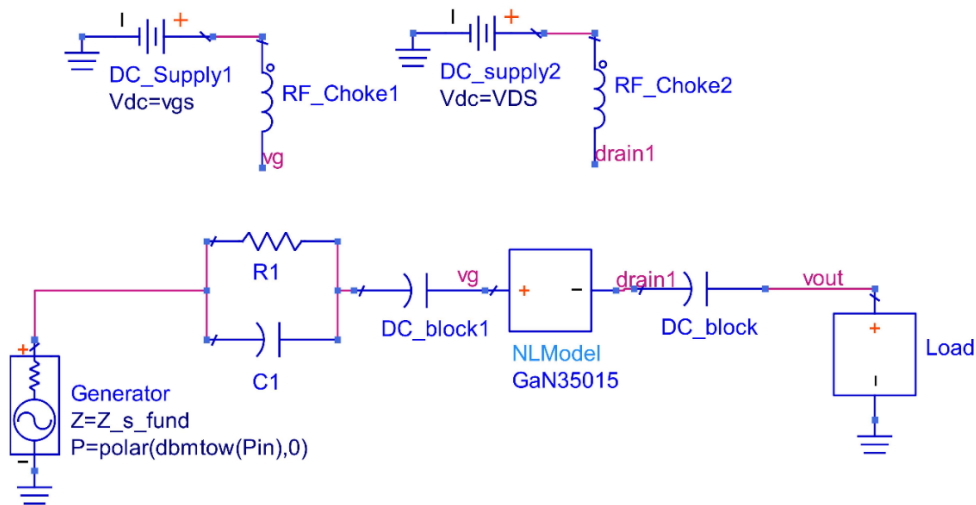 DC_Supply1
Vdc=vgs
RF_Choke1
vg
DC_supply2
Vdc=VDS
RF_Choke2
drain1
R1
C1
vg
DC_block1
NLModel
GaN35015
drain1
DC_block
vout
Load
Generator
Z=Z_s_fund
P=polar(dbmtow(Pin),0)